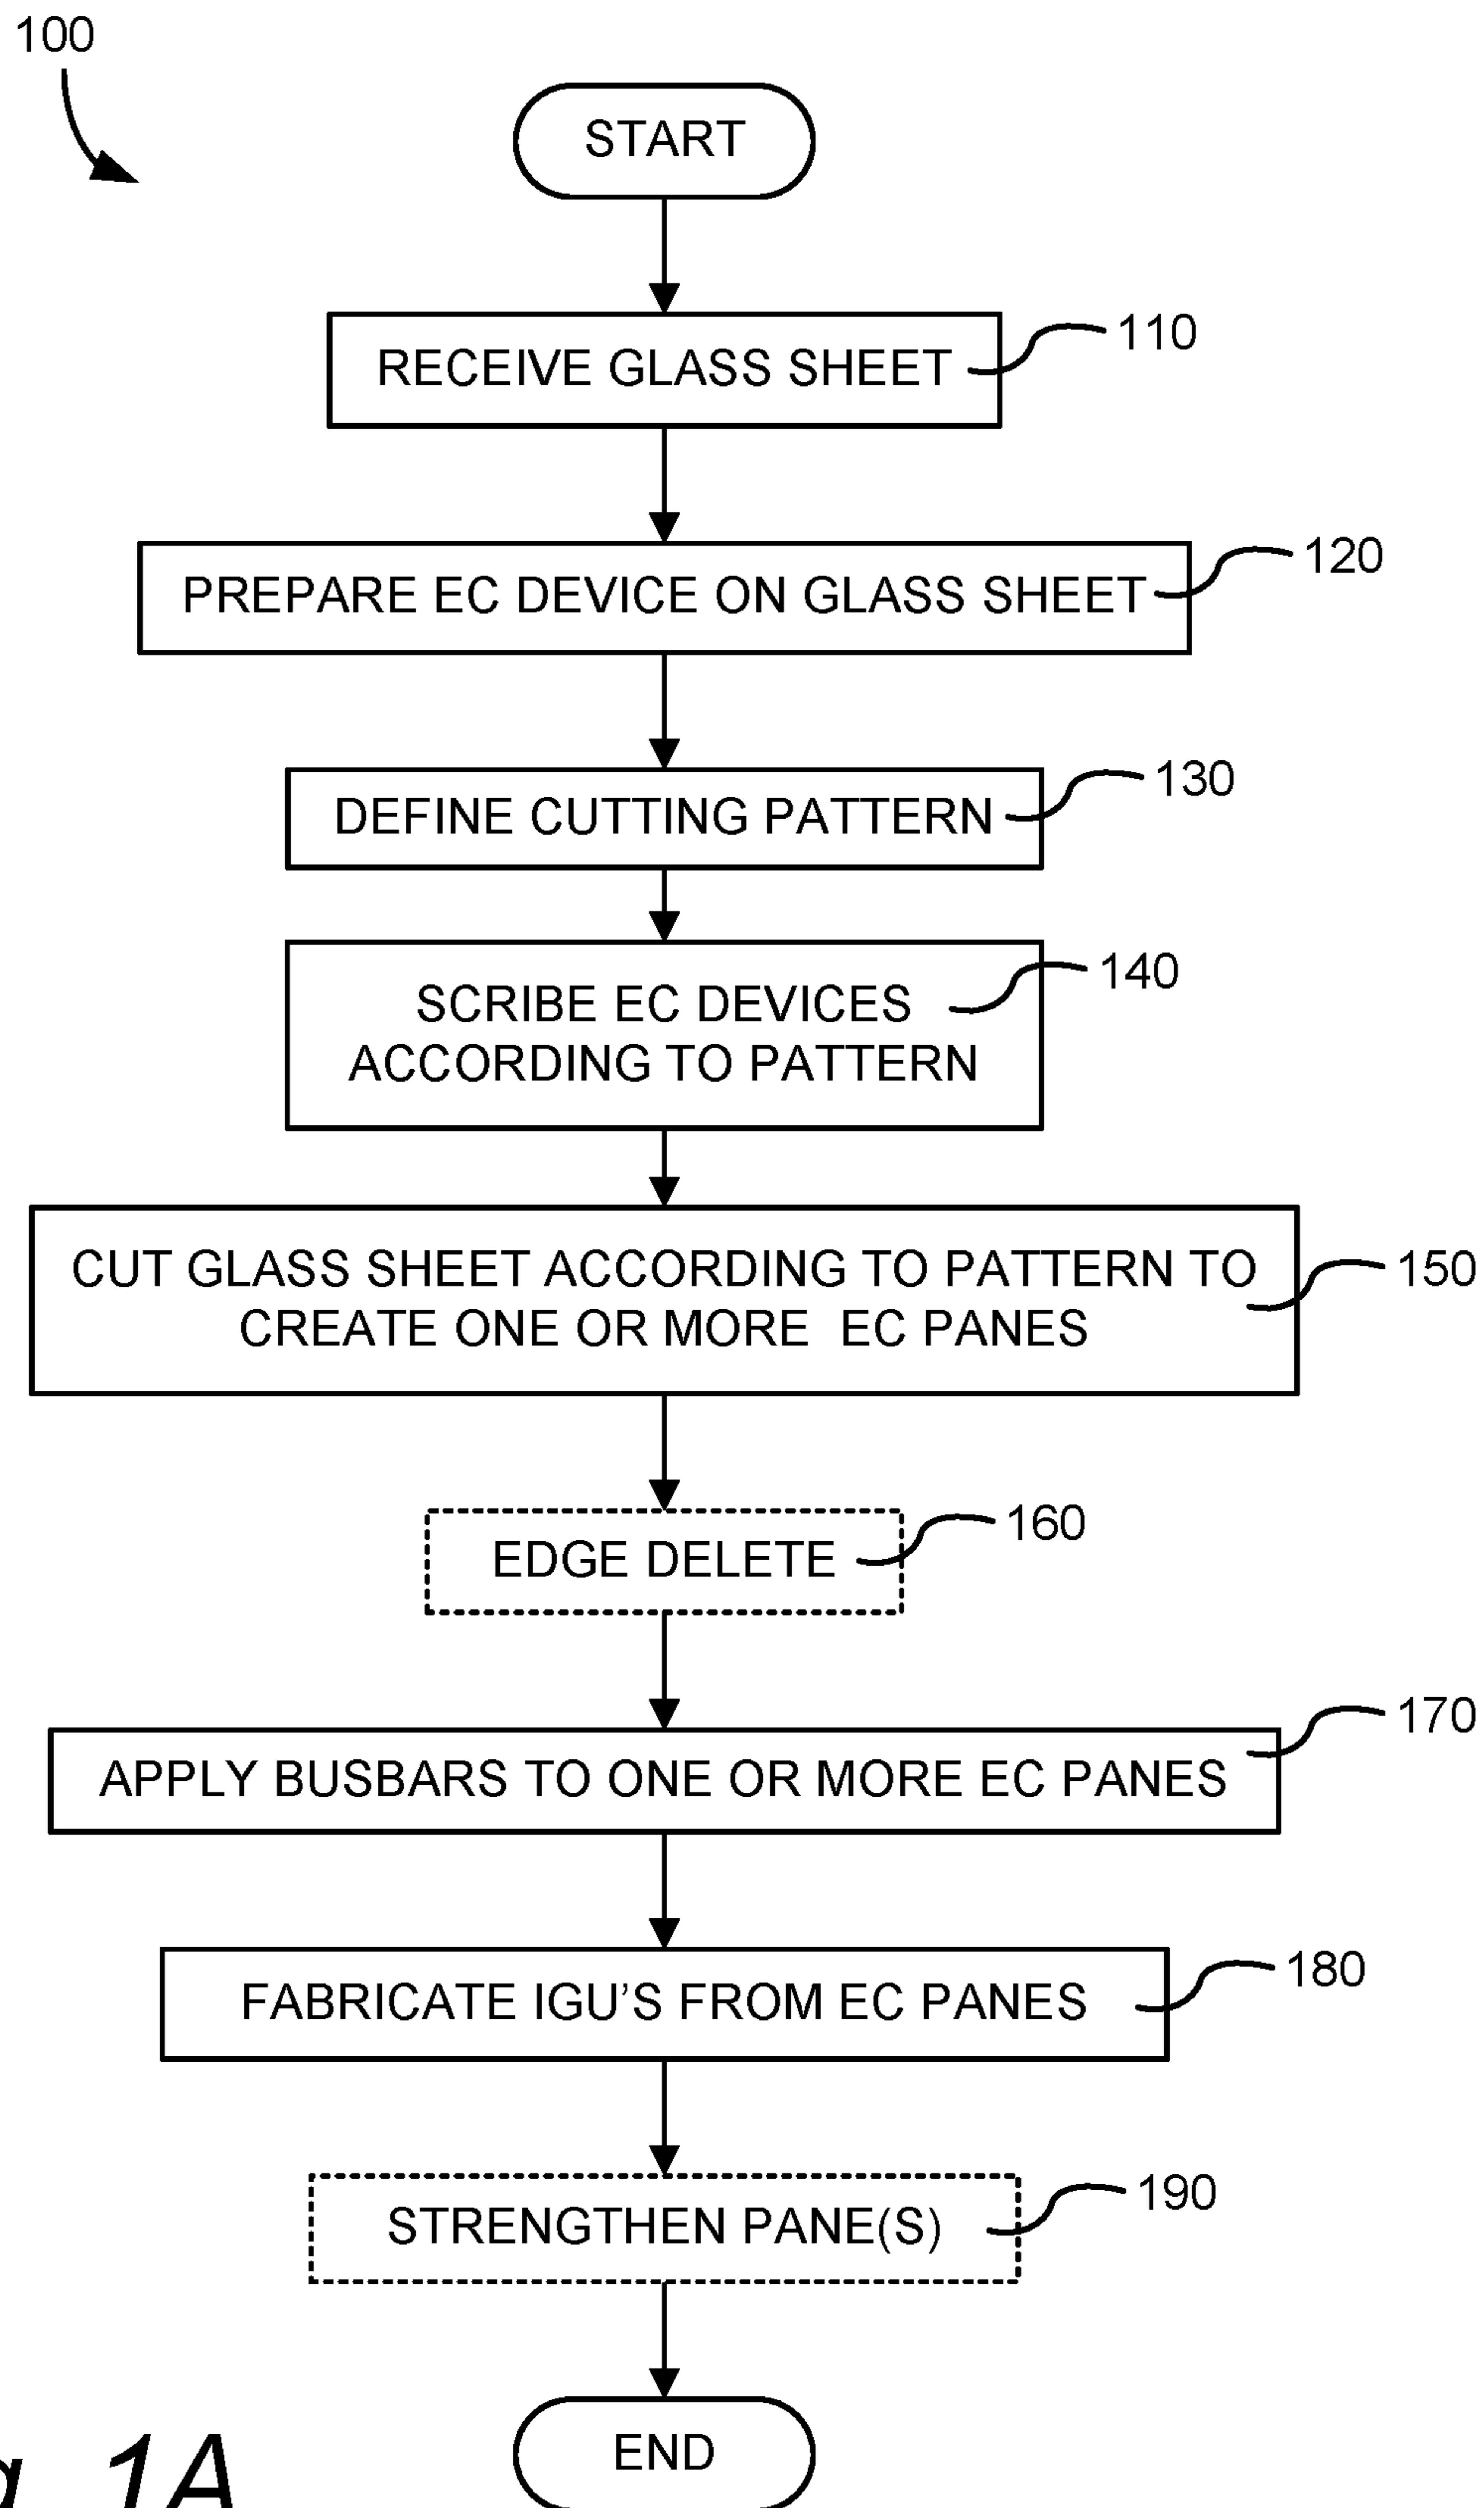 100
START
RECEIVE GLASS SHEET
110
PREPARE EC DEVICE ON GLASS SHEET
120
DEFINE CUTTING PATTERN
130
SCRIBE EC DEVICES
ACCORDING TO PATTERN
140
CUT GLASS SHEET ACCORDING TO PATTERN TO
CREATE ONE OR MORE EC PANES
150
EDGE DELETE
160
APPLY BUSBARS TO ONE OR MORE EC PANES
170
FABRICATE IGU'S FROM EC PANES
180
STRENGTHEN PANE(S)
190
END
1A